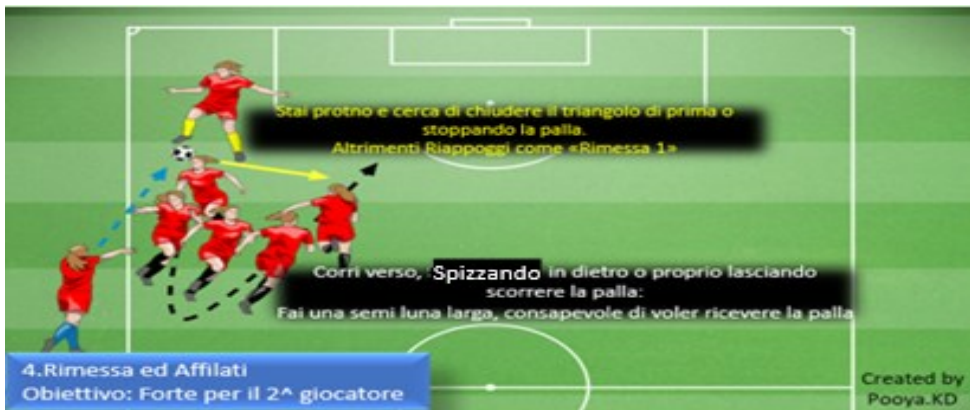 Stai protno e cerca di chiudere il triangolo di prima o
stoppando la palla.
Altrimenti Riappoggi come «Rimessa 1»
Corri verso, Spizzando in dietro o proprio lasciando
scorrere la palla:
Fai una semi luna larga, consapevole di voler ricevere la palla
4.Rimessa ed Affilati
Obiettivo: Forte per il 2^ giocatore
Created by
Pooya.KD